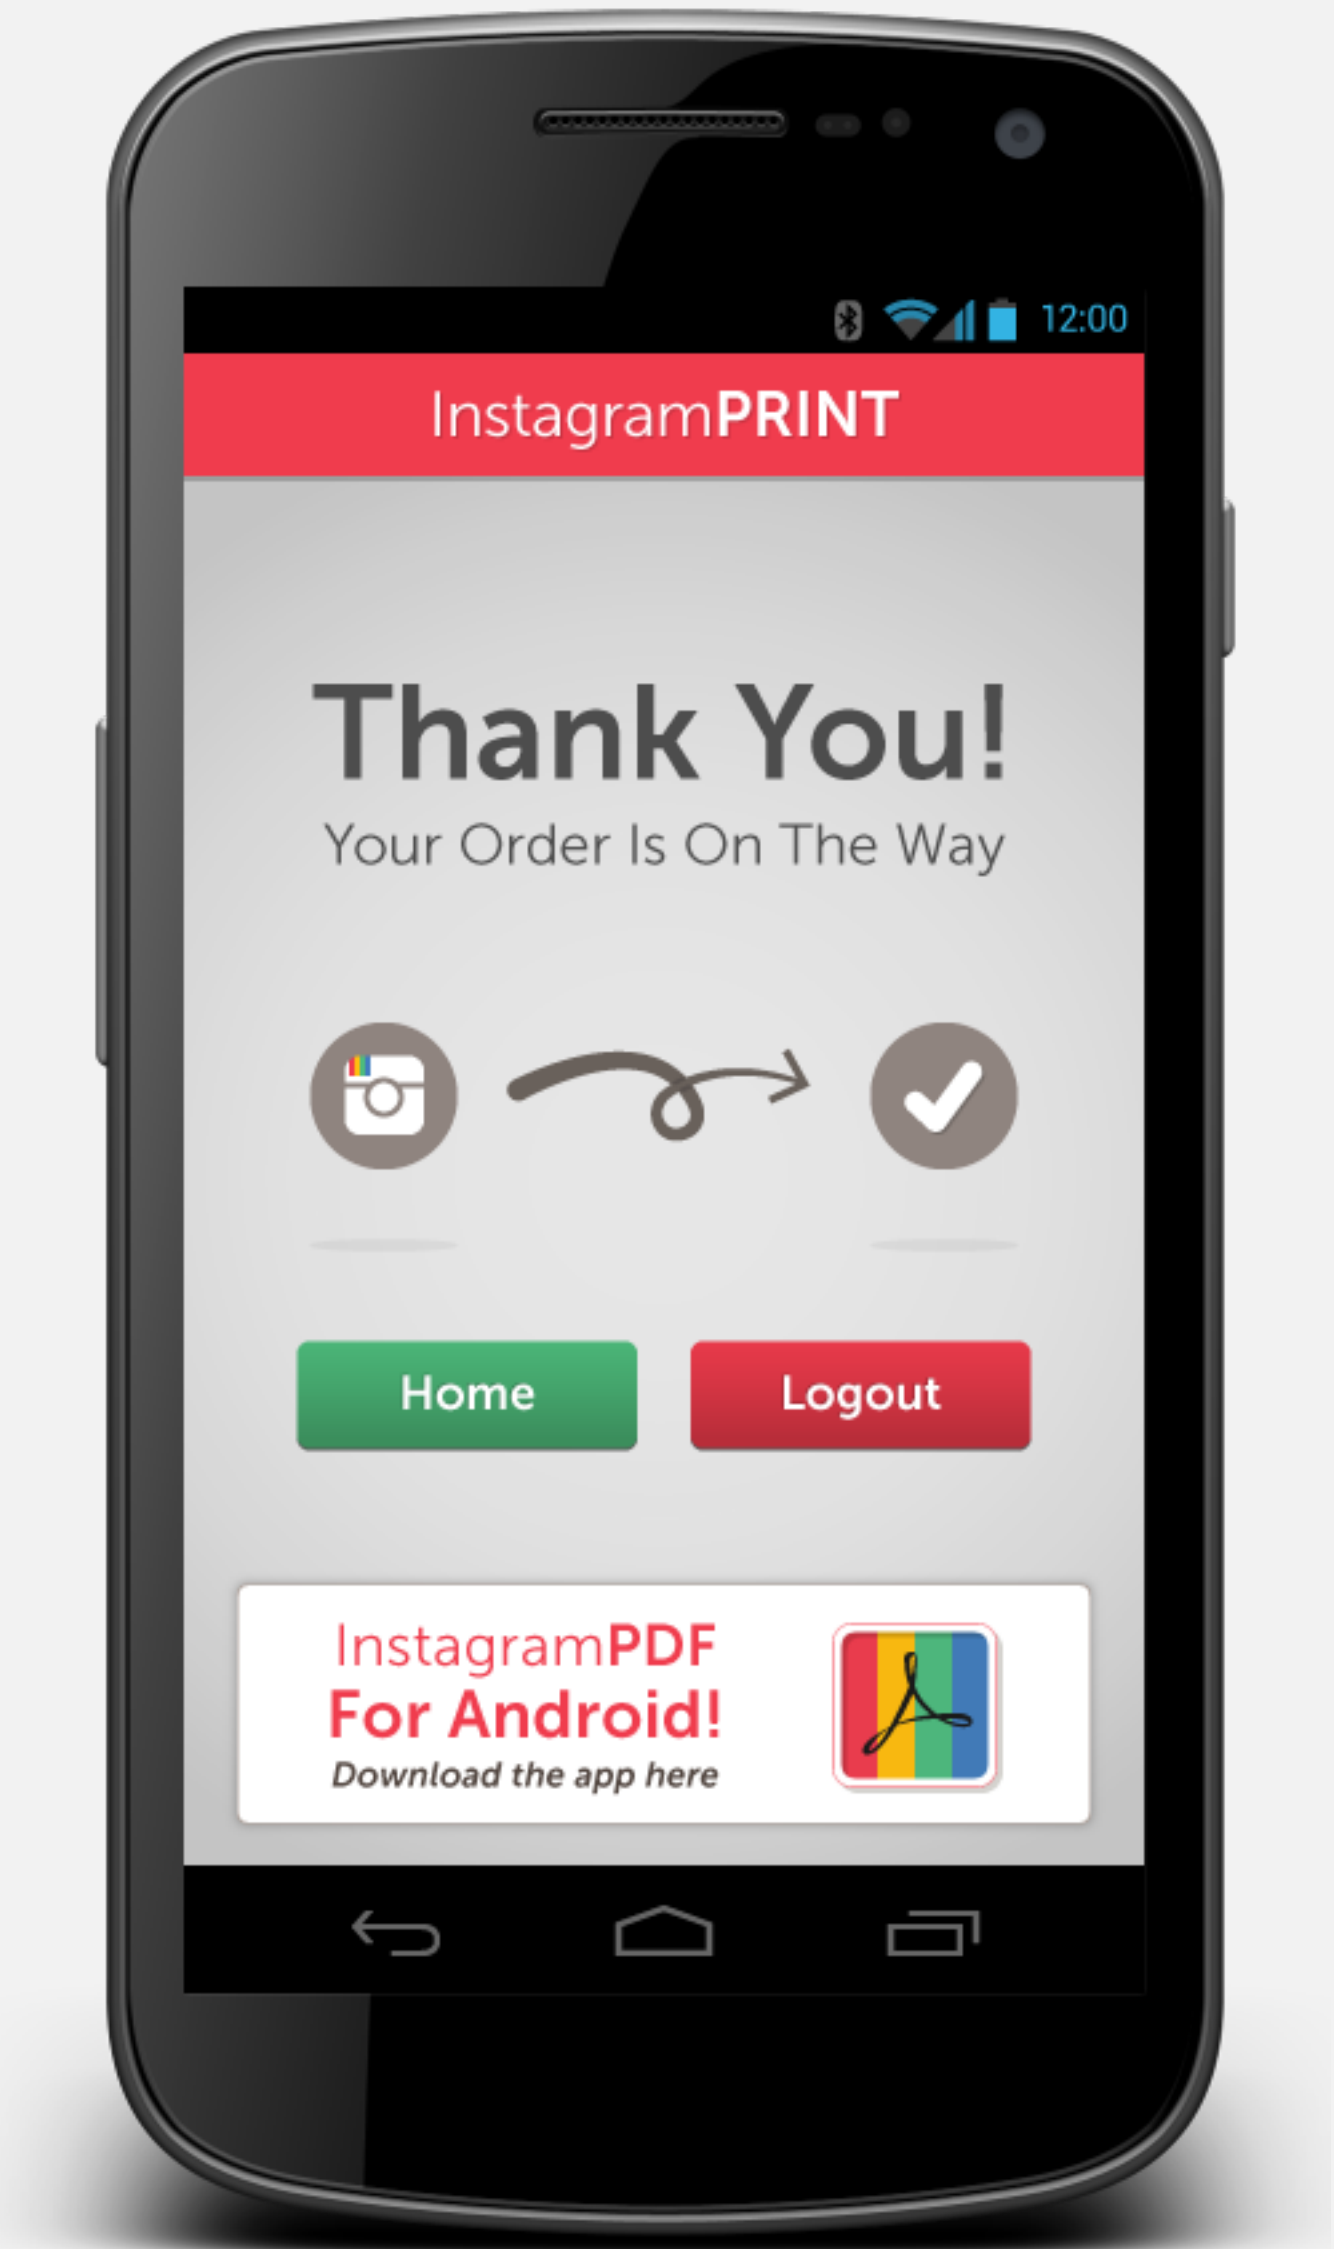 12:00
InstagramPRINT
Thank You!
Your Order Is On The Way
Home
Logout
InstagramPDF
For Android!
Download the app here